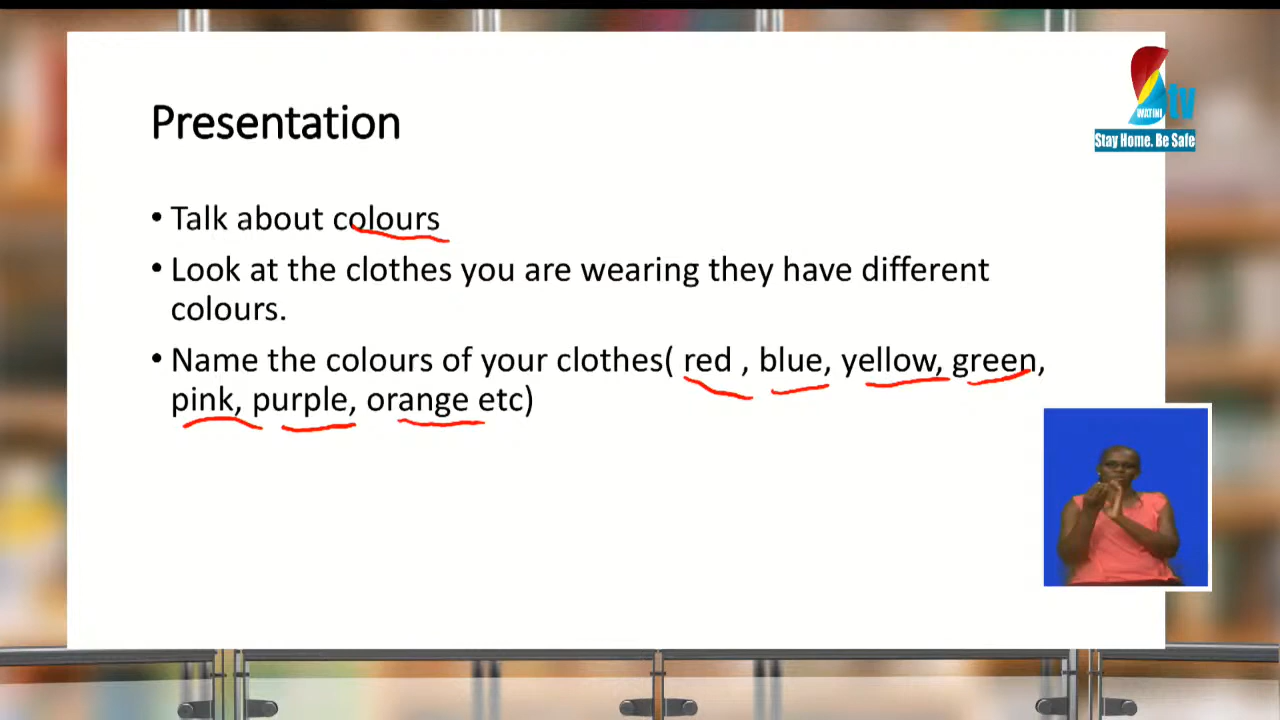 WATINI
tv
Stay Home. Be Safe
Presentation
• Talk about colours
• Look at the clothes you are wearing they have different
colours.
• Name the colours of your clothes( red , blue, yellow, green,
pink, purple, orange etc)